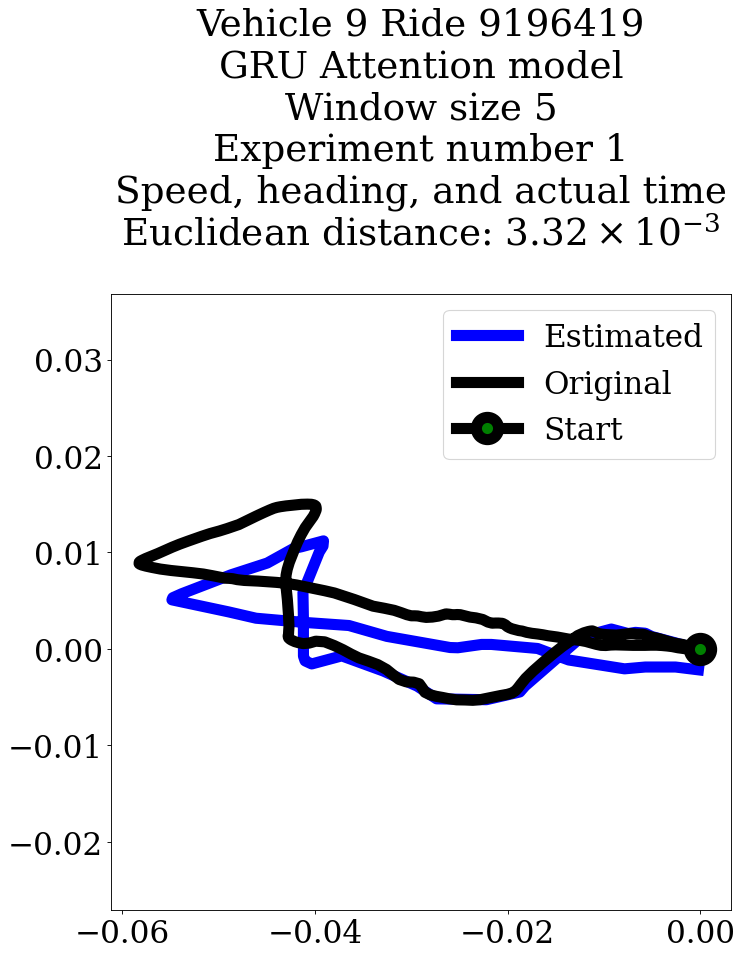 Vehicle 9 Ride 9196419
GRU Attention model
Window size 5
Experiment number 1
Speed, heading, and actual time
Euclidean distance: 3.32 × 10⁻³
Estimated
Original
Start
0.03
0.02
0.01
0.00
−0.01
−0.02
−0.06
−0.04
−0.02
0.00